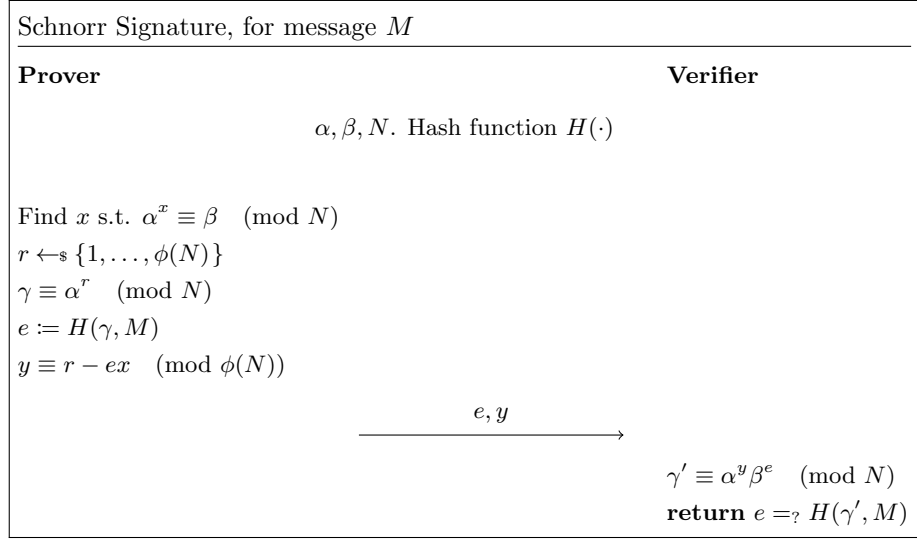 Schnorr Signature, for message M
Prover Verifier
α, β, N. Hash function H(·)
Find x s.t. α^x ≡ β (mod N)
r ←$ {1, . . . , ϕ(N)}
γ ≡ α^r (mod N)
e := H(γ, M)
y ≡ r − ex (mod ϕ(N))
e, y
γ′ ≡ α^y β^e (mod N)
return e =? H(γ′, M)